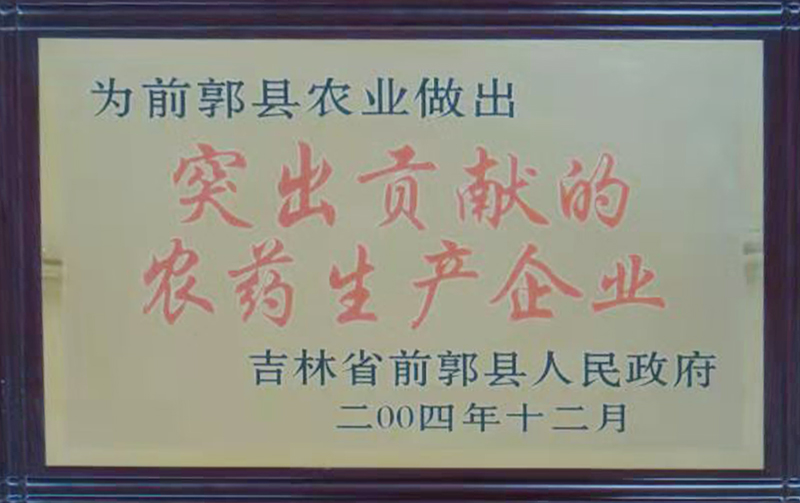 为前郭县农业做出
突出贡献的
农药生产企业
吉林省前郭县人民政府
二00四年十二月